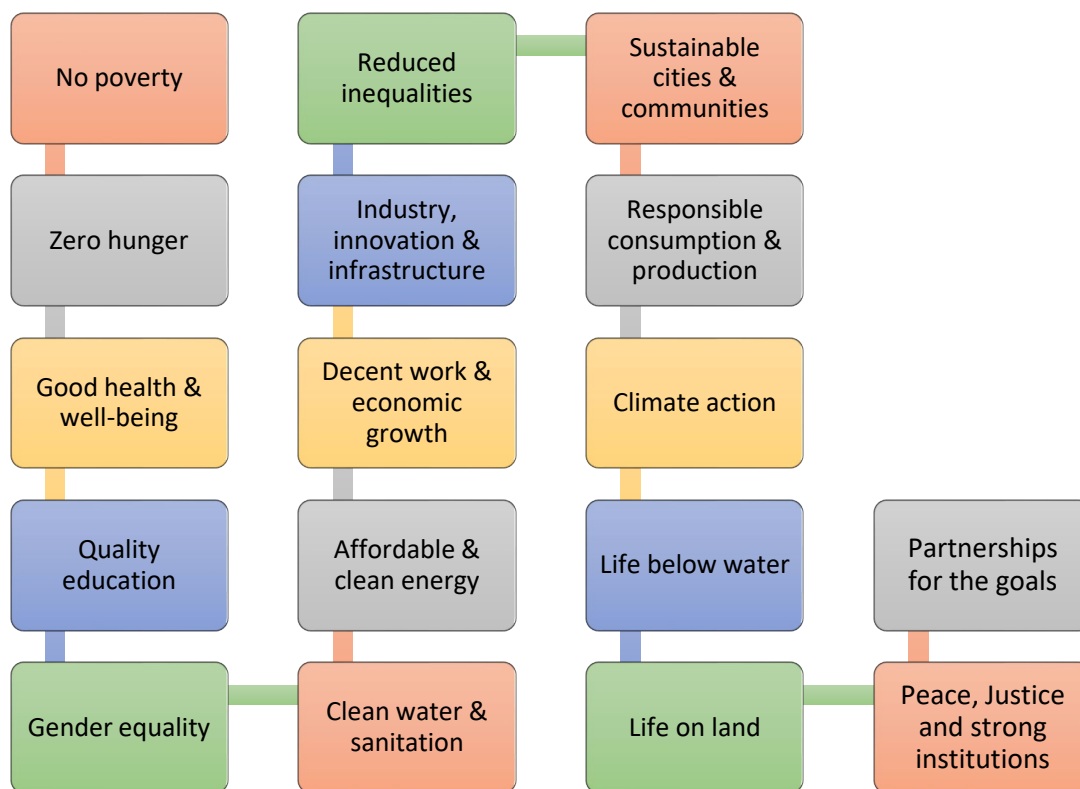 No poverty
Zero hunger
Good health &
well-being
Quality
education
Gender equality
Clean water &
sanitation
Affordable &
clean energy
Decent work &
economic
growth
Industry,
innovation &
infrastructure
Reduced
inequalities
Sustainable
cities &
communities
Responsible
consumption &
production
Climate action
Life below water
Life on land
Peace, Justice
and strong
institutions
Partnerships
for the goals